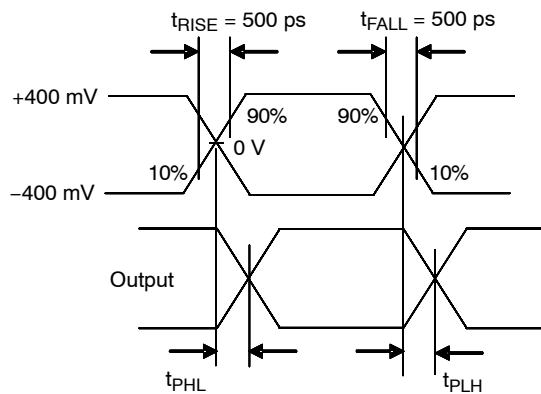 tRISE = 500 ps
tFALL = 500 ps
+400 mV
90%
90%
0 V
10%
10%
−400 mV
Output
tPHL
tPLH